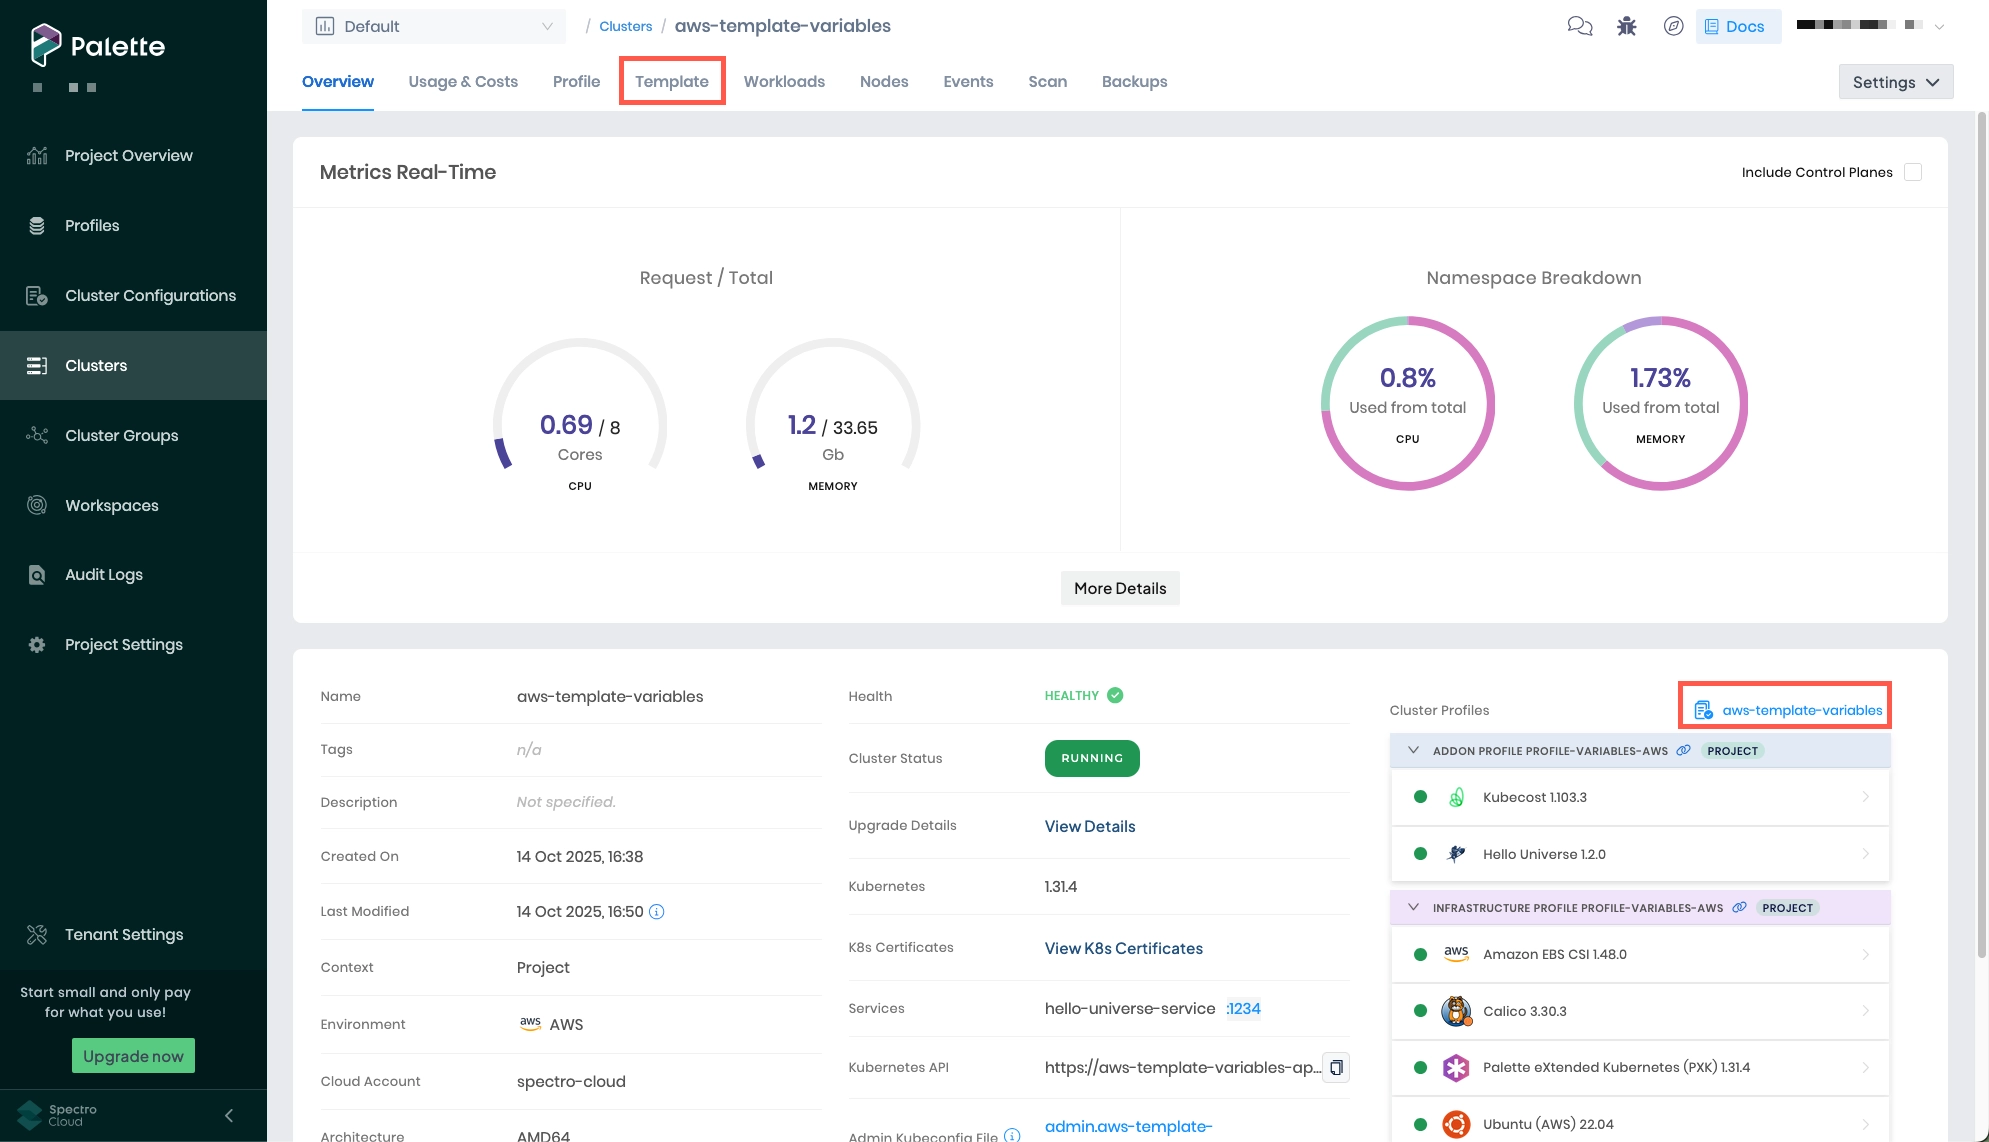 Palette
Project Overview
Profiles
Cluster Configurations
Clusters
Cluster Groups
Workspaces
Audit Logs
Project Settings
Tenant Settings
Start small and only pay
for what you use!
Upgrade now
Spectro
Cloud
Default
/ Clusters / aws-template-variables
Docs
Overview
Usage & Costs
Profile
Template
Workloads
Nodes
Events
Scan
Backups
Settings
Metrics Real-Time
Include Control Planes
Request / Total
0.69 / 8
Cores
CPU
1.2 / 33.65
Gb
MEMORY
Namespace Breakdown
0.8%
Used from total
CPU
1.73%
Used from total
MEMORY
More Details
Name aws-template-variables
Tags n/a
Description Not specified.
Created On 14 Oct 2025, 16:38
Last Modified 14 Oct 2025, 16:50
Context Project
Environment aws AWS
Cloud Account spectro-cloud
Architecture AMD64
Health HEALTHY
Cluster Status RUNNING
Upgrade Details View Details
Kubernetes 1.31.4
K8s Certificates View K8s Certificates
Services hello-universe-service :1234
Kubernetes API https://aws-template-variables-ap...
Admin Kubeconfig File admin.aws-template-
Cluster Profiles aws-template-variables
ADDON PROFILE PROFILE-VARIABLES-AWS PROJECT
Kubecost 1.103.3
Hello Universe 1.2.0
INFRASTRUCTURE PROFILE PROFILE-VARIABLES-AWS PROJECT
aws Amazon EBS CSI 1.48.0
Calico 3.30.3
Palette eXtended Kubernetes (PXK) 1.31.4
Ubuntu (AWS) 22.04